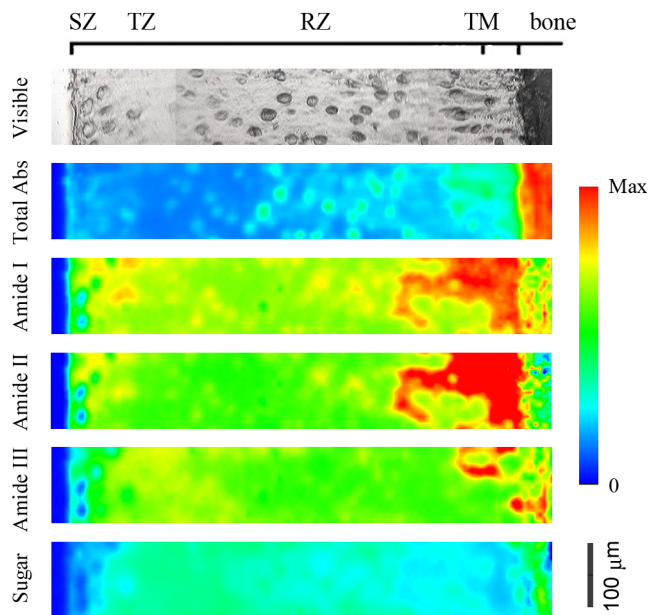 SZ TZ RZ TM bone
Visible
Total Abs
Amide I
Amide II
Amide III
Sugar
Max
0
100 μm